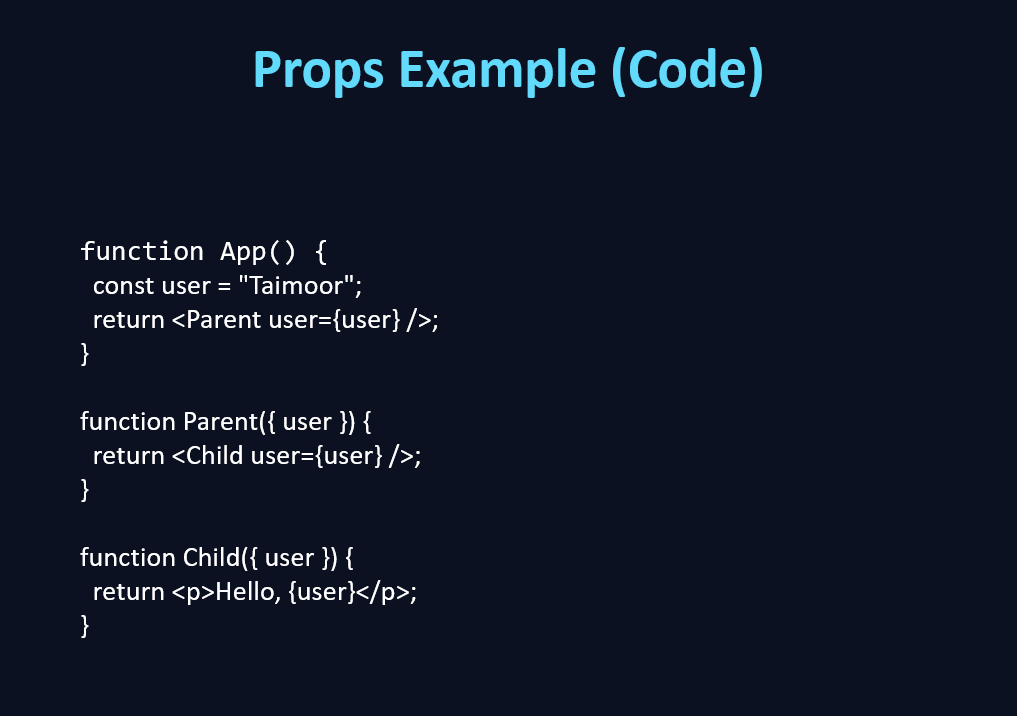 Props Example (Code)
function App() {
  const user = "Taimoor";
  return <Parent user={user} />;
}
function Parent({ user }) {
  return <Child user={user} />;
}
function Child({ user }) {
  return <p>Hello, {user}</p>;
}